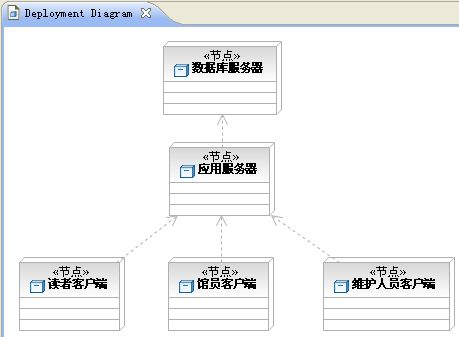 Deployment Diagram
«节点»
数据库服务器
«节点»
应用服务器
«节点»
读者客户端
«节点»
馆员客户端
«节点»
维护人员客户端